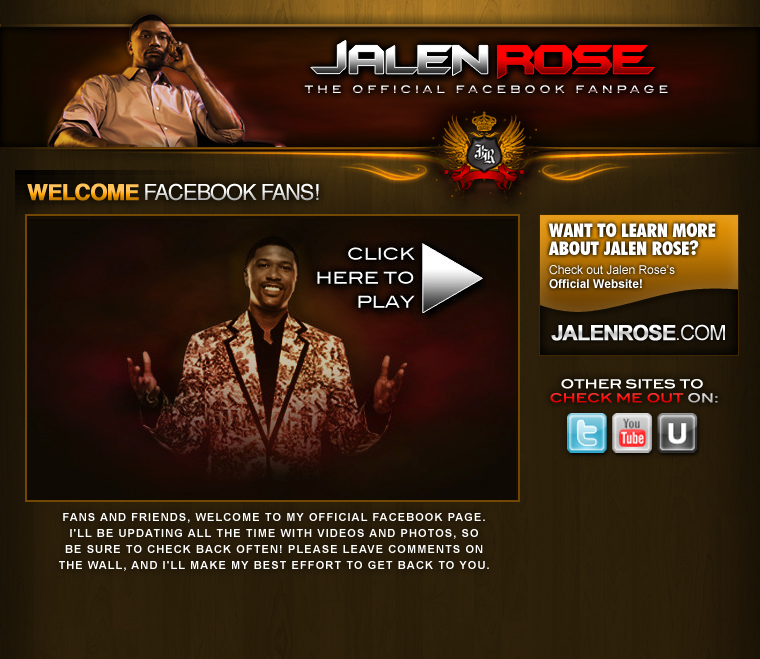 JALEN ROSE
THE OFFICIAL FACEBOOK FANPAGE
JR
WELCOME FACEBOOK FANS!
CLICK
HERE TO
PLAY
WANT TO LEARN MORE
ABOUT JALEN ROSE?
Check out Jalen Rose's
Official Website!
JALENROSE.COM
OTHER SITES TO
CHECK ME OUT ON:
t
You
Tube
U
FANS AND FRIENDS, WELCOME TO MY OFFICIAL FACEBOOK PAGE.
I'LL BE UPDATING ALL THE TIME WITH VIDEOS AND PHOTOS, SO
BE SURE TO CHECK BACK OFTEN! PLEASE LEAVE COMMENTS ON
THE WALL, AND I'LL MAKE MY BEST EFFORT TO GET BACK TO YOU.